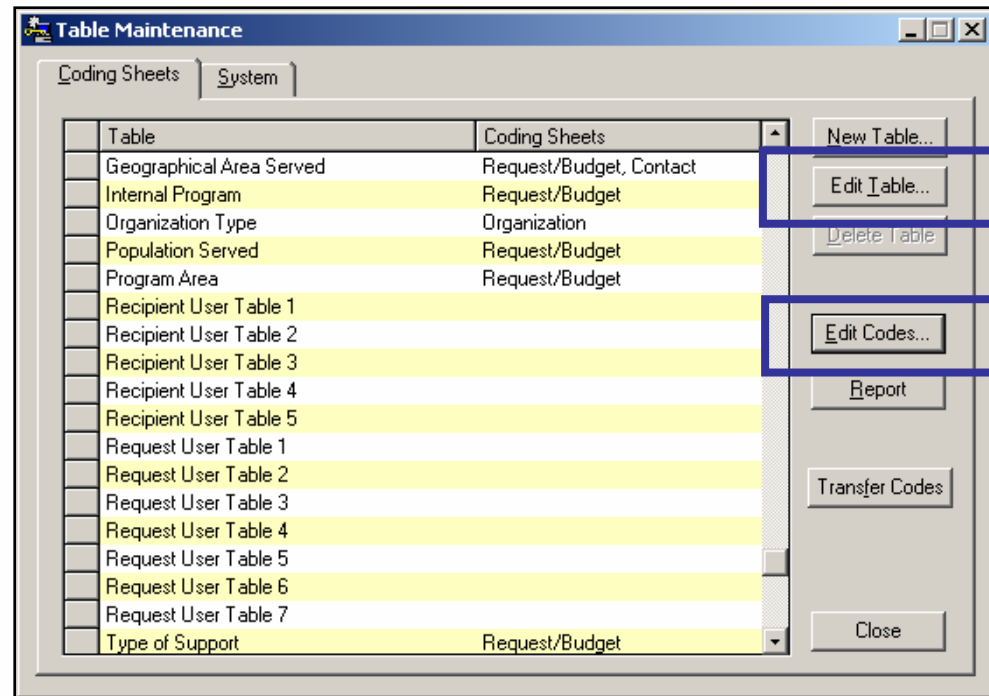 Table Maintenance
Coding Sheets System
Table Coding Sheets
Geographical Area Served Request/Budget, Contact
Internal Program Request/Budget
Organization Type Organization
Population Served Request/Budget
Program Area Request/Budget
Recipient User Table 1
Recipient User Table 2
Recipient User Table 3
Recipient User Table 4
Recipient User Table 5
Request User Table 1
Request User Table 2
Request User Table 3
Request User Table 4
Request User Table 5
Request User Table 6
Request User Table 7
Type of Support Request/Budget
New Table...
Edit Table...
Delete Table
Edit Codes...
Report
Transfer Codes
Close